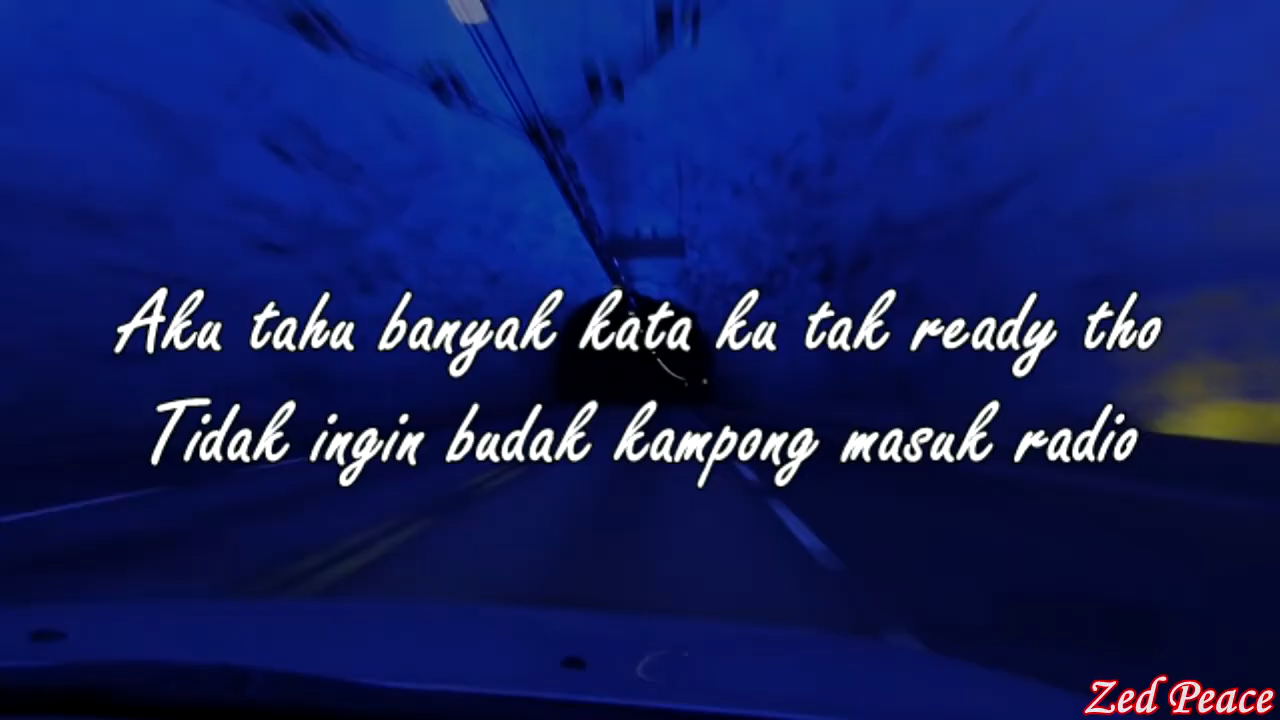 Aku tahu banyak kata ku tak ready tho
Tidak ingin budak kampong masuk radio
Zed Peace